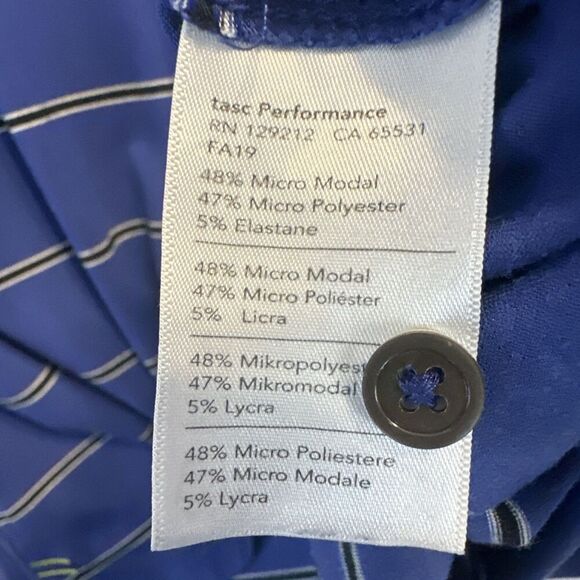 tasc Performance
RN 129212 CA 65531
FA19
48% Micro Modal
47% Micro Polyester
5% Elastane
48% Micro Modal
47% Micro Poliéster
5% Licra
48%
47% Mikromodal
5% Lycra
48% Micro Poliestere
47% Micro Modale
5% Lycra